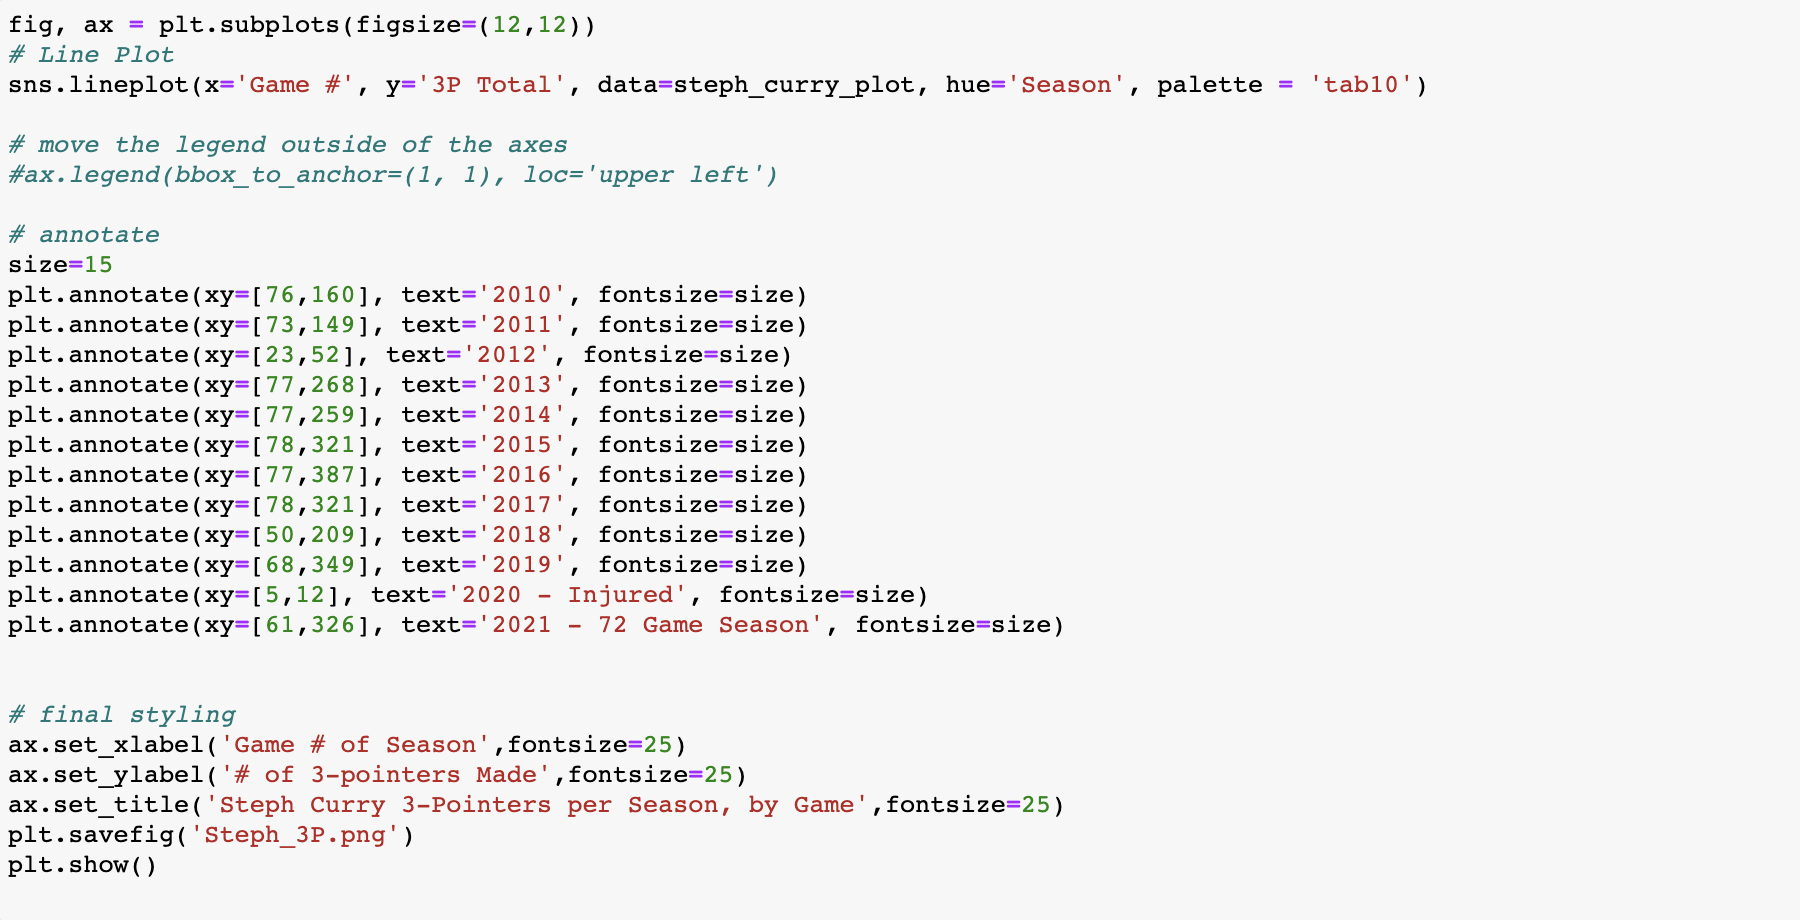 fig, ax = plt.subplots(figsize=(12,12))
# Line Plot
sns.lineplot(x='Game #', y='3P Total', data=steph_curry_plot, hue='Season', palette = 'tab10')
# move the legend outside of the axes
#ax.legend(bbox_to_anchor=(1, 1), loc='upper left')
# annotate
size=15
plt.annotate(xy=[76,160], text='2010', fontsize=size)
plt.annotate(xy=[73,149], text='2011', fontsize=size)
plt.annotate(xy=[23,52], text='2012', fontsize=size)
plt.annotate(xy=[77,268], text='2013', fontsize=size)
plt.annotate(xy=[77,259], text='2014', fontsize=size)
plt.annotate(xy=[78,321], text='2015', fontsize=size)
plt.annotate(xy=[77,387], text='2016', fontsize=size)
plt.annotate(xy=[78,321], text='2017', fontsize=size)
plt.annotate(xy=[50,209], text='2018', fontsize=size)
plt.annotate(xy=[68,349], text='2019', fontsize=size)
plt.annotate(xy=[5,12], text='2020 - Injured', fontsize=size)
plt.annotate(xy=[61,326], text='2021 - 72 Game Season', fontsize=size)
# final styling
ax.set_xlabel('Game # of Season',fontsize=25)
ax.set_ylabel('# of 3-pointers Made',fontsize=25)
ax.set_title('Steph Curry 3-Pointers per Season, by Game',fontsize=25)
plt.savefig('Steph_3P.png')
plt.show()